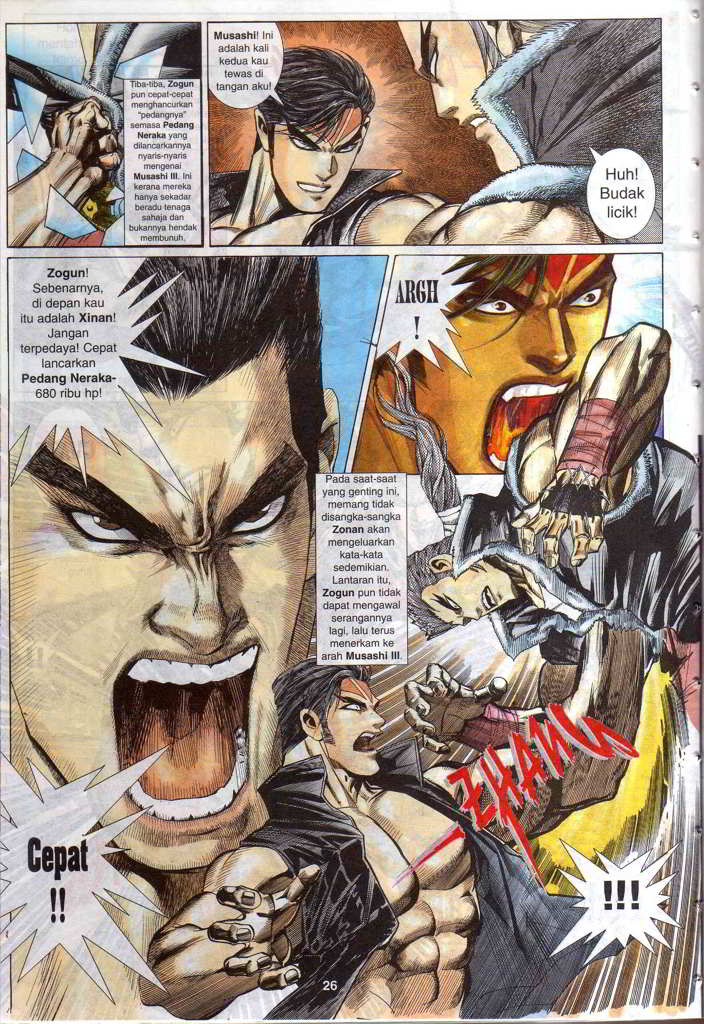 Tiba-tiba, Zogun
pun cepat-cepat
menghancurkan
"pedangnya"
semasa Pedang
Neraka yang
dilancarkannya
nyaris-nyaris
mengenai
Musashi III. Ini
kerana mereka
hanya sekadar
beradu tenaga
sahaja dan
bukannya hendak
membunuh.
Musashi! Ini
adalah kali
kedua kau
tewas di
tangan aku!
Huh!
Budak
licik!
Zogun!
Sebenarnya,
di depan kau
itu adalah Xinan!
Jangan
terpedaya! Cepat
lancarkan
Pedang Neraka-
680 ribu hp!
ARGH
!
Pada saat-saat
yang genting ini,
memang tidak
disangka-sangka
Zonan akan
mengeluarkan
kata-kata
sedemikian.
Lantaran itu,
Zogun pun tidak
dapat mengawal
serangannya
lagi, lalu terus
menerkam ke
arah Musashi III.
ZHANG
Cepat
!!
!!!
26